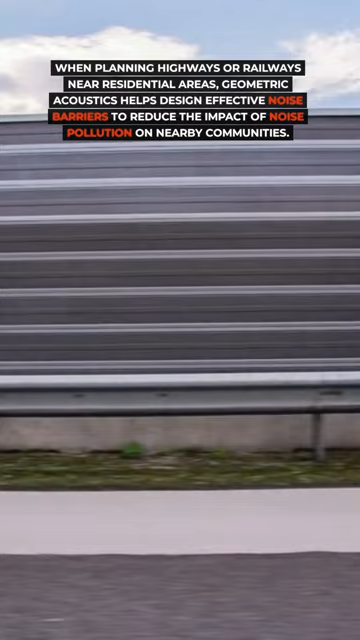 WHEN PLANNING HIGHWAYS OR RAILWAYS
NEAR RESIDENTIAL AREAS, GEOMETRIC
ACOUSTICS HELPS DESIGN EFFECTIVE NOISE
BARRIERS TO REDUCE THE IMPACT OF NOISE
POLLUTION ON NEARBY COMMUNITIES.